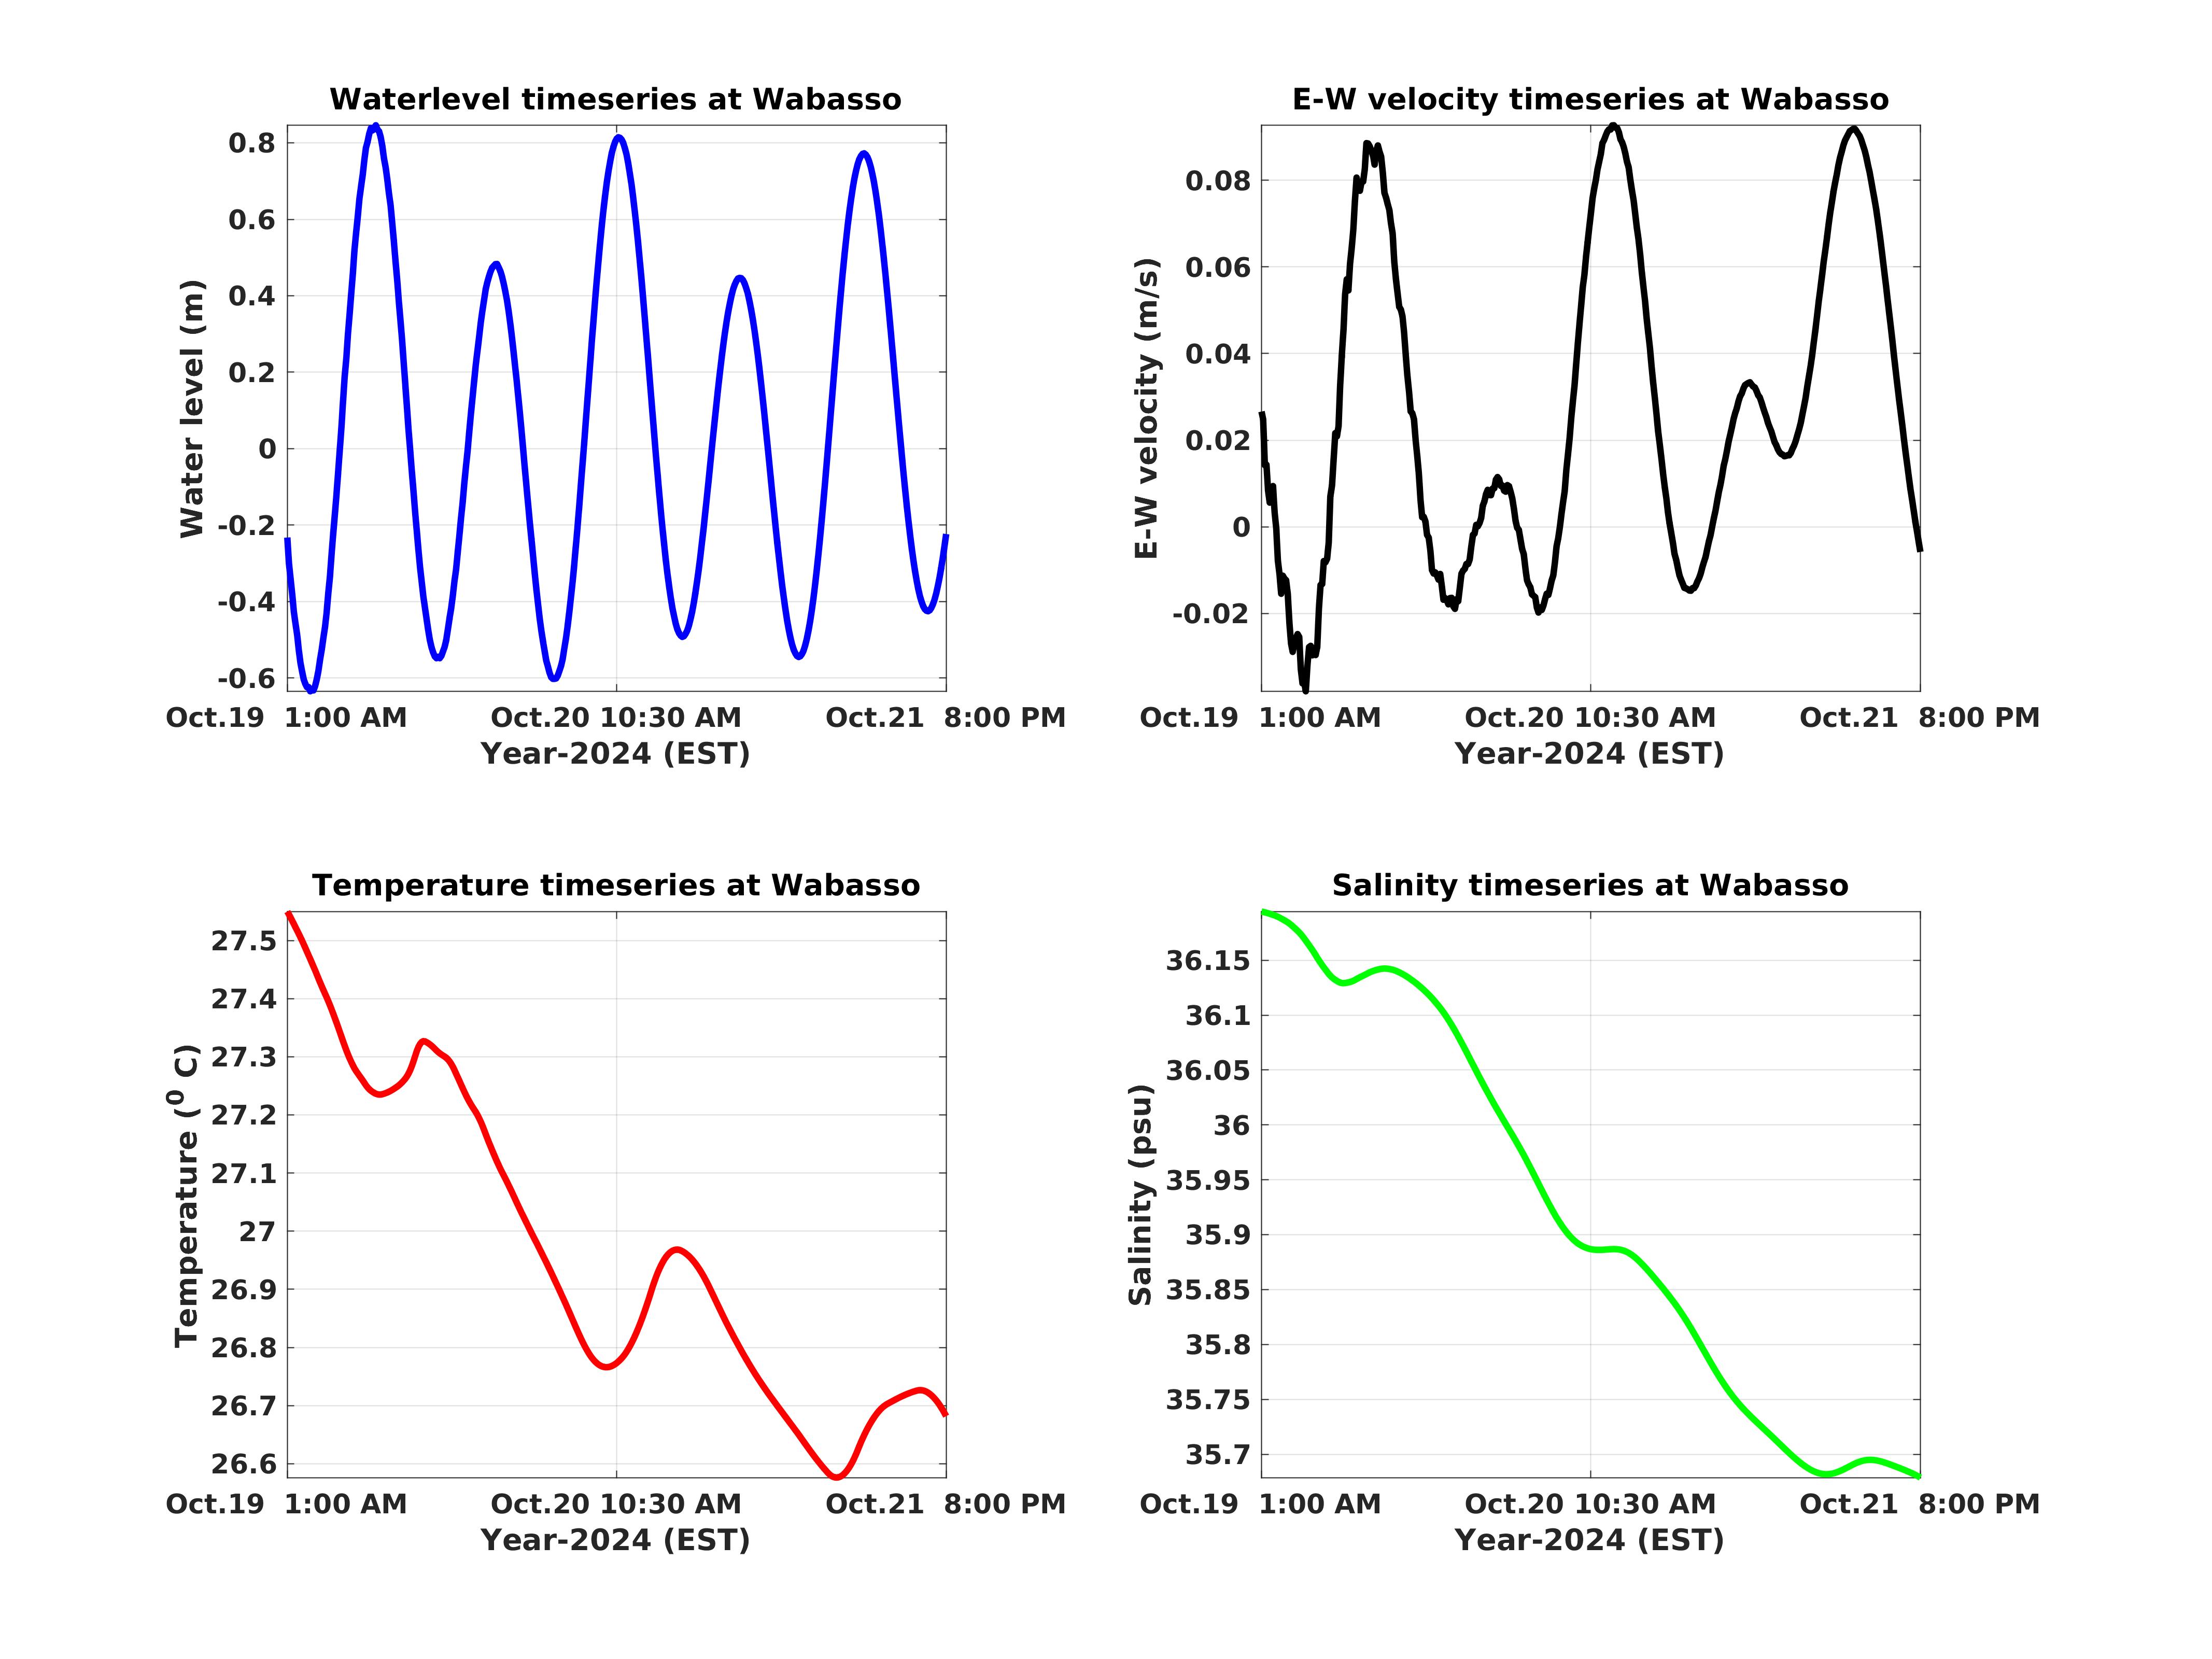 Waterlevel timeseries at Wabasso
0.8
0.6
0.4
0.2
0
-0.2
-0.4
-0.6
Water level (m)
Oct.19 1:00 AM Oct.20 10:30 AM Oct.21 8:00 PM
Year-2024 (EST)
E-W velocity timeseries at Wabasso
0.08
0.06
0.04
0.02
0
-0.02
E-W velocity (m/s)
Oct.19 1:00 AM Oct.20 10:30 AM Oct.21 8:00 PM
Year-2024 (EST)
Temperature timeseries at Wabasso
27.5
27.4
27.3
27.2
27.1
27
26.9
26.8
26.7
26.6
Temperature (⁰ C)
Oct.19 1:00 AM Oct.20 10:30 AM Oct.21 8:00 PM
Year-2024 (EST)
Salinity timeseries at Wabasso
36.15
36.1
36.05
36
35.95
35.9
35.85
35.8
35.75
35.7
Salinity (psu)
Oct.19 1:00 AM Oct.20 10:30 AM Oct.21 8:00 PM
Year-2024 (EST)